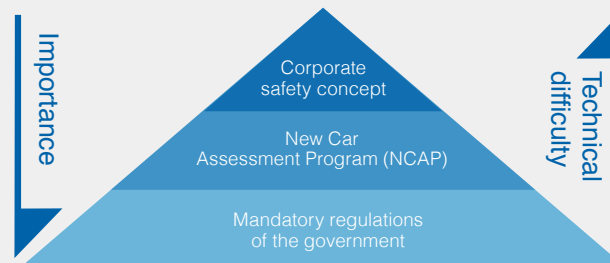 Importance
Corporate
safety concept
New Car
Assessment Program (NCAP)
Mandatory regulations
of the government
Technical
difficulty